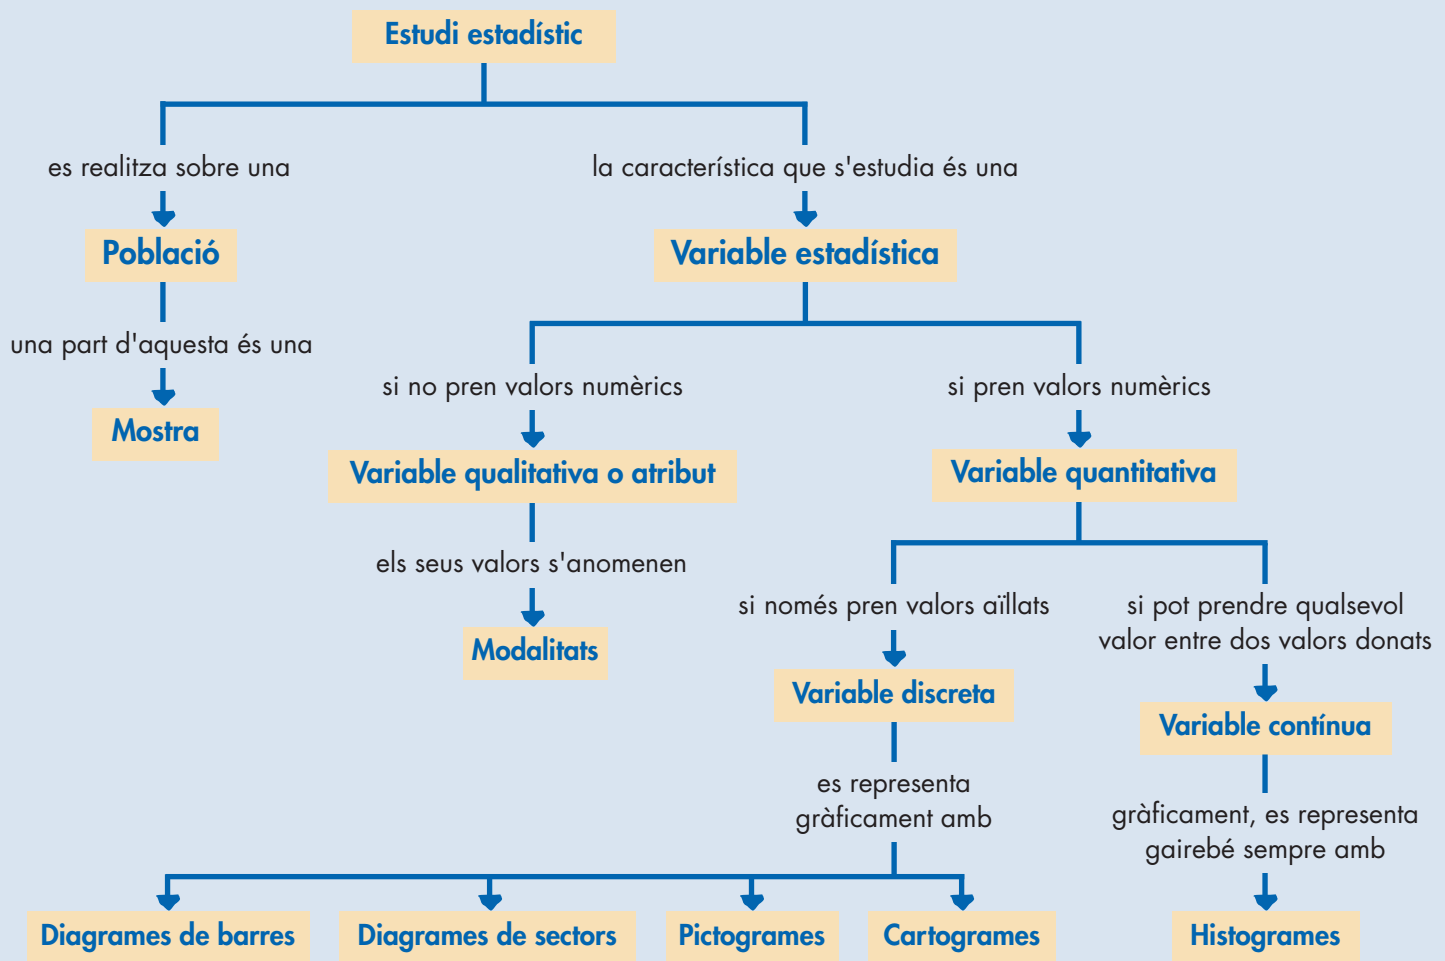 Estudi estadístic
es realitza sobre una
la característica que s'estudia és una
Població
Variable estadística
una part d'aquesta és una
si no pren valors numèrics
si pren valors numèrics
Mostra
Variable qualitativa o atribut
Variable quantitativa
els seus valors s'anomenen
si només pren valors aïllats
si pot prendre qualsevol
valor entre dos valors donats
Modalitats
Variable discreta
Variable contínua
es representa
gràficament amb
gràficament, es representa
gairebé sempre amb
Diagrames de barres
Diagrames de sectors
Pictogrames
Cartogrames
Histogrames